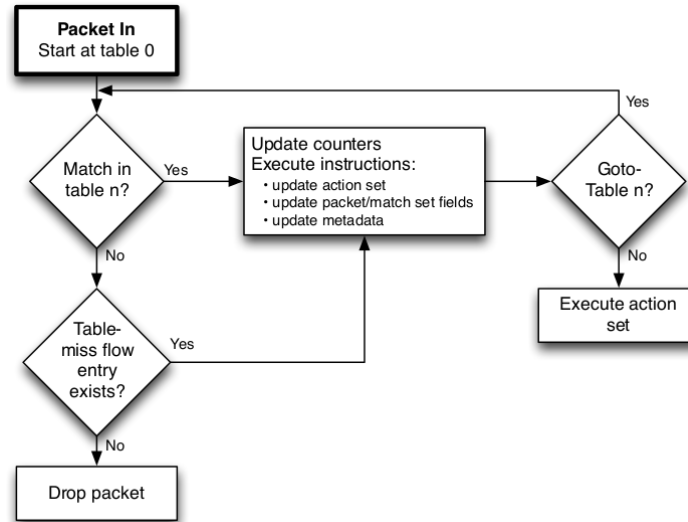 Packet In
Start at table 0
Yes
Match in
table n?
Yes
Update counters
Execute instructions:
• update action set
• update packet/match set fields
• update metadata
Goto-
Table n?
No
No
Execute action
set
Table-
miss flow
entry
exists?
Yes
No
Drop packet